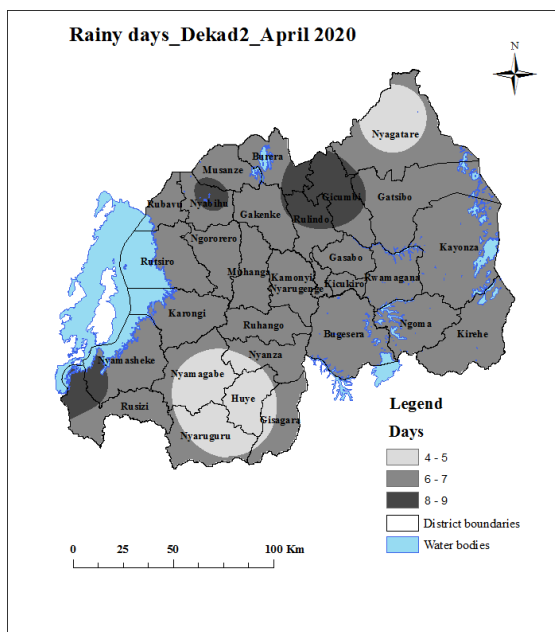 Rainy days_Dekad2_April 2020
N
Nyagatare
Burera
Musanze
Gicumbi
Rubavu
Nyabihu
Gakenke
Rulindo
Gatsibo
Ngororero
Rutsiro
Gasabo
Kayonza
Muhanga
Kamonyi
Rwamagana
Nyarugenge
Kicukiro
Karongi
Ruhango
Bugesera
Ngoma
Kirehe
Nyamasheke
Nyanza
Nyamagabe
Huye
Rusizi
Gisagara
Nyaruguru
Legend
Days
4 - 5
6 - 7
8 - 9
District boundaries
Water bodies
0 25 50 100 Km